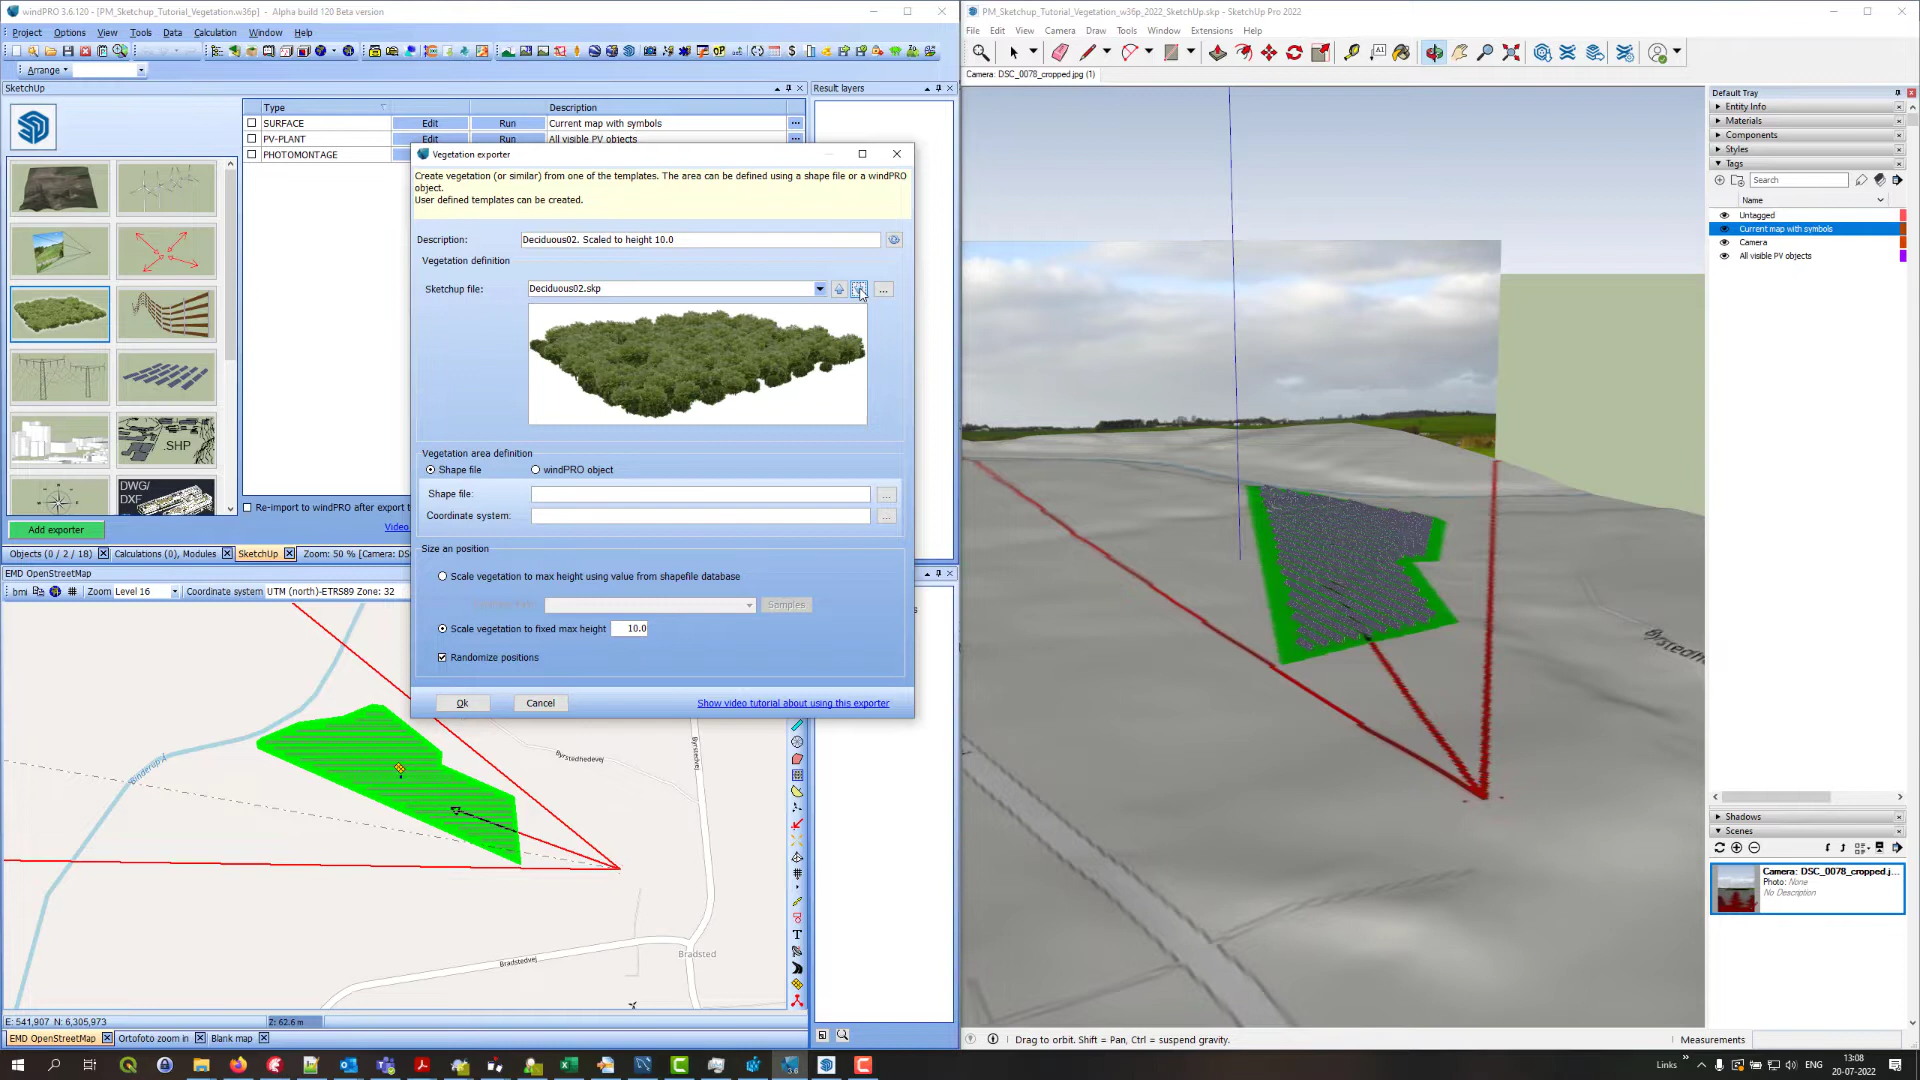 windPRO 3.6.120 - [PM_Sketchup_Tutorial_Vegetation.w36p] - Alpha build 120 Beta version
Project Options View Tools Data Calculation Window Help
Arrange
SketchUp
Result layers
Type Description
SURFACE Edit Run Current map with symbols ...
PV-PLANT Edit Run All visible PV objects ...
PHOTOMONTAGE
.SHP
DWG/
DXF
Re-import to windPRO after export t
Add exporter
Video
Objects (0 / 2 / 18) Calculations (0), Modules SketchUp Zoom: 50 % [Camera: DS
Vegetation exporter
Create vegetation (or similar) from one of the templates. The area can be defined using a shape file or a windPRO
object.
User defined templates can be created.
Description: Deciduous02. Scaled to height 10.0
Vegetation definition
Sketchup file: Deciduous02.skp ...
Vegetation area definition
Shape file windPRO object
Shape file: ...
Coordinate system: ...
Size an position
Scale vegetation to max height using value from shapefile database
Samples
Scale vegetation to fixed max height 10.0
Randomize positions
Ok Cancel Show video tutorial about using this exporter
EMD OpenStreetMap
bmi Zoom Level 16 Coordinate system UTM (north)-ETRS89 Zone: 32
Binderup Å
Byrstedhedevej
Byrstedvej
Bradstedvej
Bradsted
E: 541,907 N: 6,305,973 Z: 62.6 m
EMD OpenStreetMap Ortofoto zoom in Blank map
PM_Sketchup_Tutorial_Vegetation_w36p_2022_SketchUp.skp - SketchUp Pro 2022
File Edit View Camera Draw Tools Window Extensions Help
Camera: DSC_0078_cropped.jpg (1)
Default Tray
Entity Info
Materials
Components
Styles
Tags
Search
Name
Untagged
Current map with symbols
Camera
All visible PV objects
Shadows
Scenes
Camera: DSC_0078_cropped.j...
Photo: None
No Description
Drag to orbit. Shift = Pan, Ctrl = suspend gravity.
Measurements
Links » ENG 13:08
20-07-2022